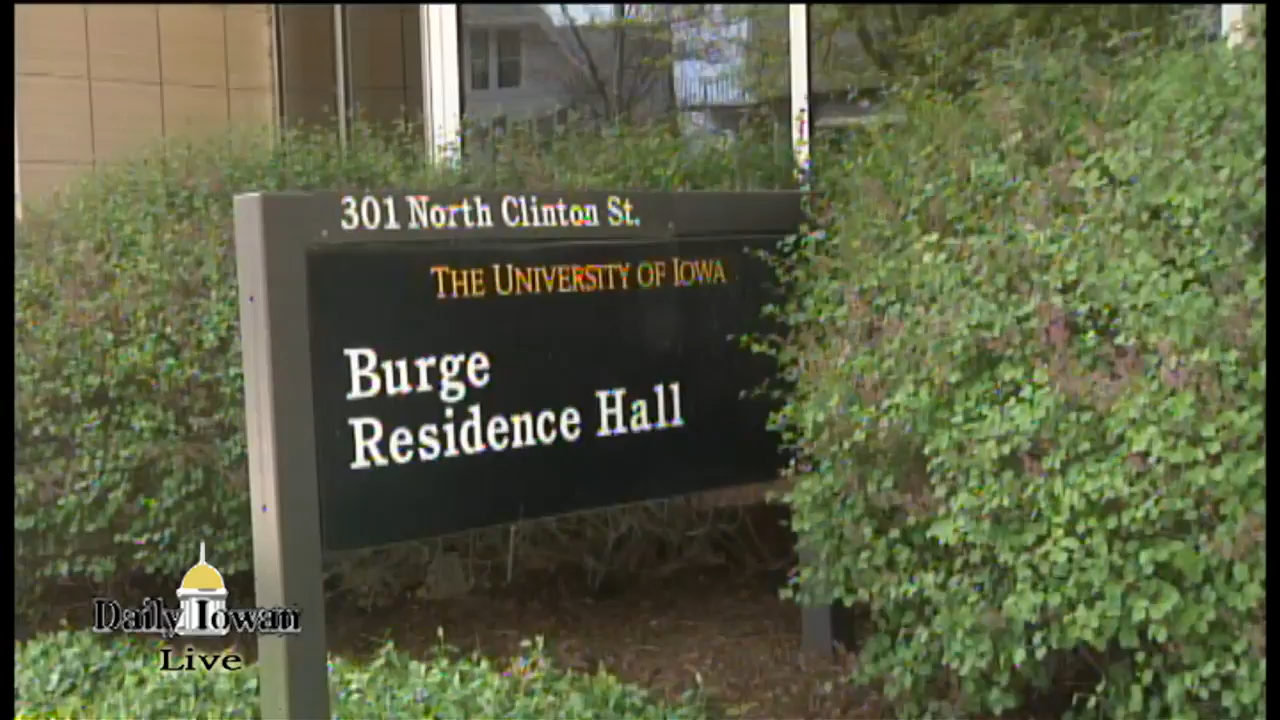 301 North Clinton St.
THE UNIVERSITY OF IOWA
Burge
Residence Hall
Daily Iowan
Live